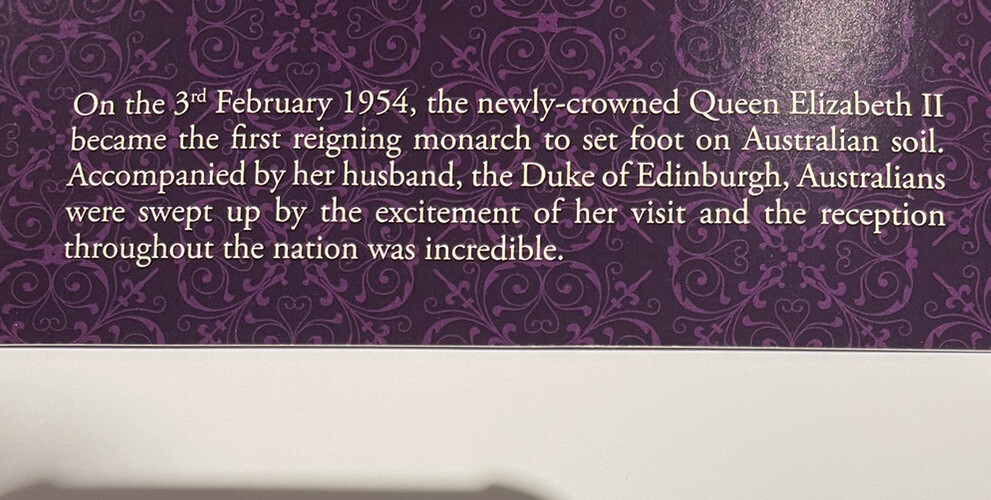 On the 3rd February 1954, the newly-crowned Queen Elizabeth II
became the first reigning monarch to set foot on Australian soil.
Accompanied by her husband, the Duke of Edinburgh, Australians
were swept up by the excitement of her visit and the reception
throughout the nation was incredible.